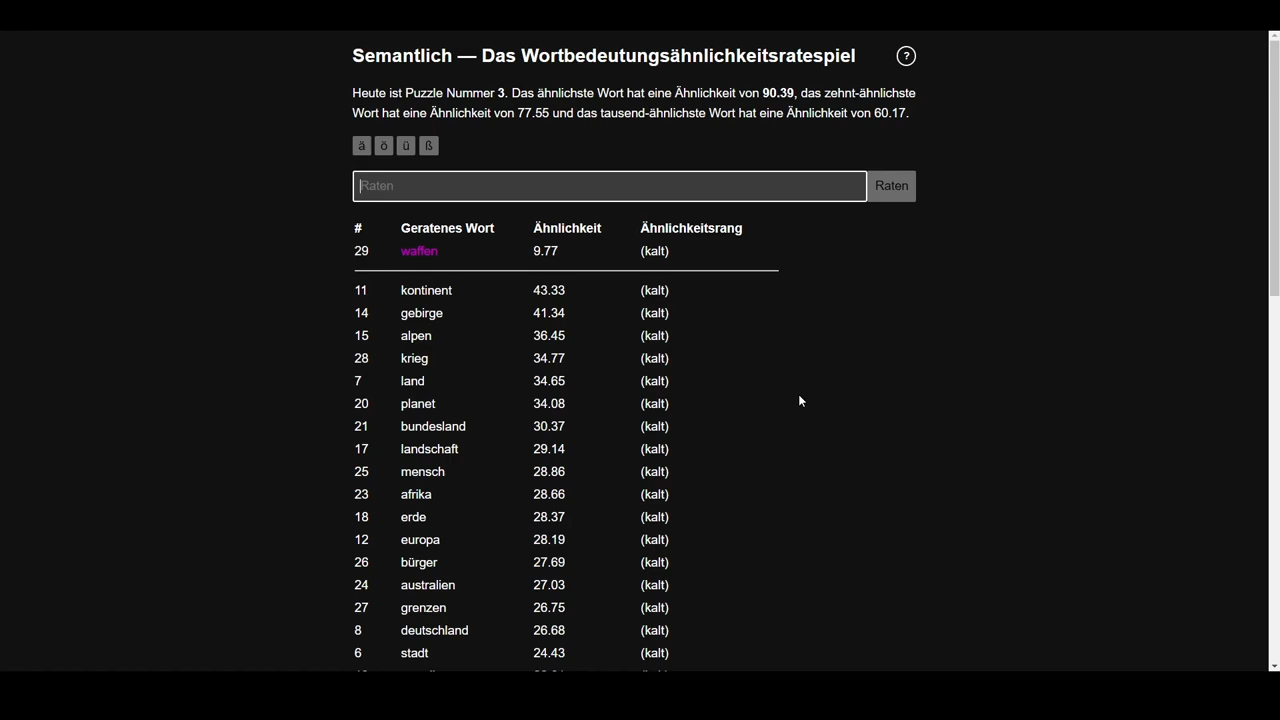 Semantlich — Das Wortbedeutungsähnlichkeitsratespiel ?
Heute ist Puzzle Nummer 3. Das ähnlichste Wort hat eine Ähnlichkeit von 90.39, das zehnt-ähnlichste
Wort hat eine Ähnlichkeit von 77.55 und das tausend-ähnlichste Wort hat eine Ähnlichkeit von 60.17.
ä ö ü ß
Raten Raten
# Geratenes Wort Ähnlichkeit Ähnlichkeitsrang
29 waffen 9.77 (kalt)
11 kontinent 43.33 (kalt)
14 gebirge 41.34 (kalt)
15 alpen 36.45 (kalt)
28 krieg 34.77 (kalt)
7 land 34.65 (kalt)
20 planet 34.08 (kalt)
21 bundesland 30.37 (kalt)
17 landschaft 29.14 (kalt)
25 mensch 28.86 (kalt)
23 afrika 28.66 (kalt)
18 erde 28.37 (kalt)
12 europa 28.19 (kalt)
26 bürger 27.69 (kalt)
24 australien 27.03 (kalt)
27 grenzen 26.75 (kalt)
8 deutschland 26.68 (kalt)
6 stadt 24.43 (kalt)